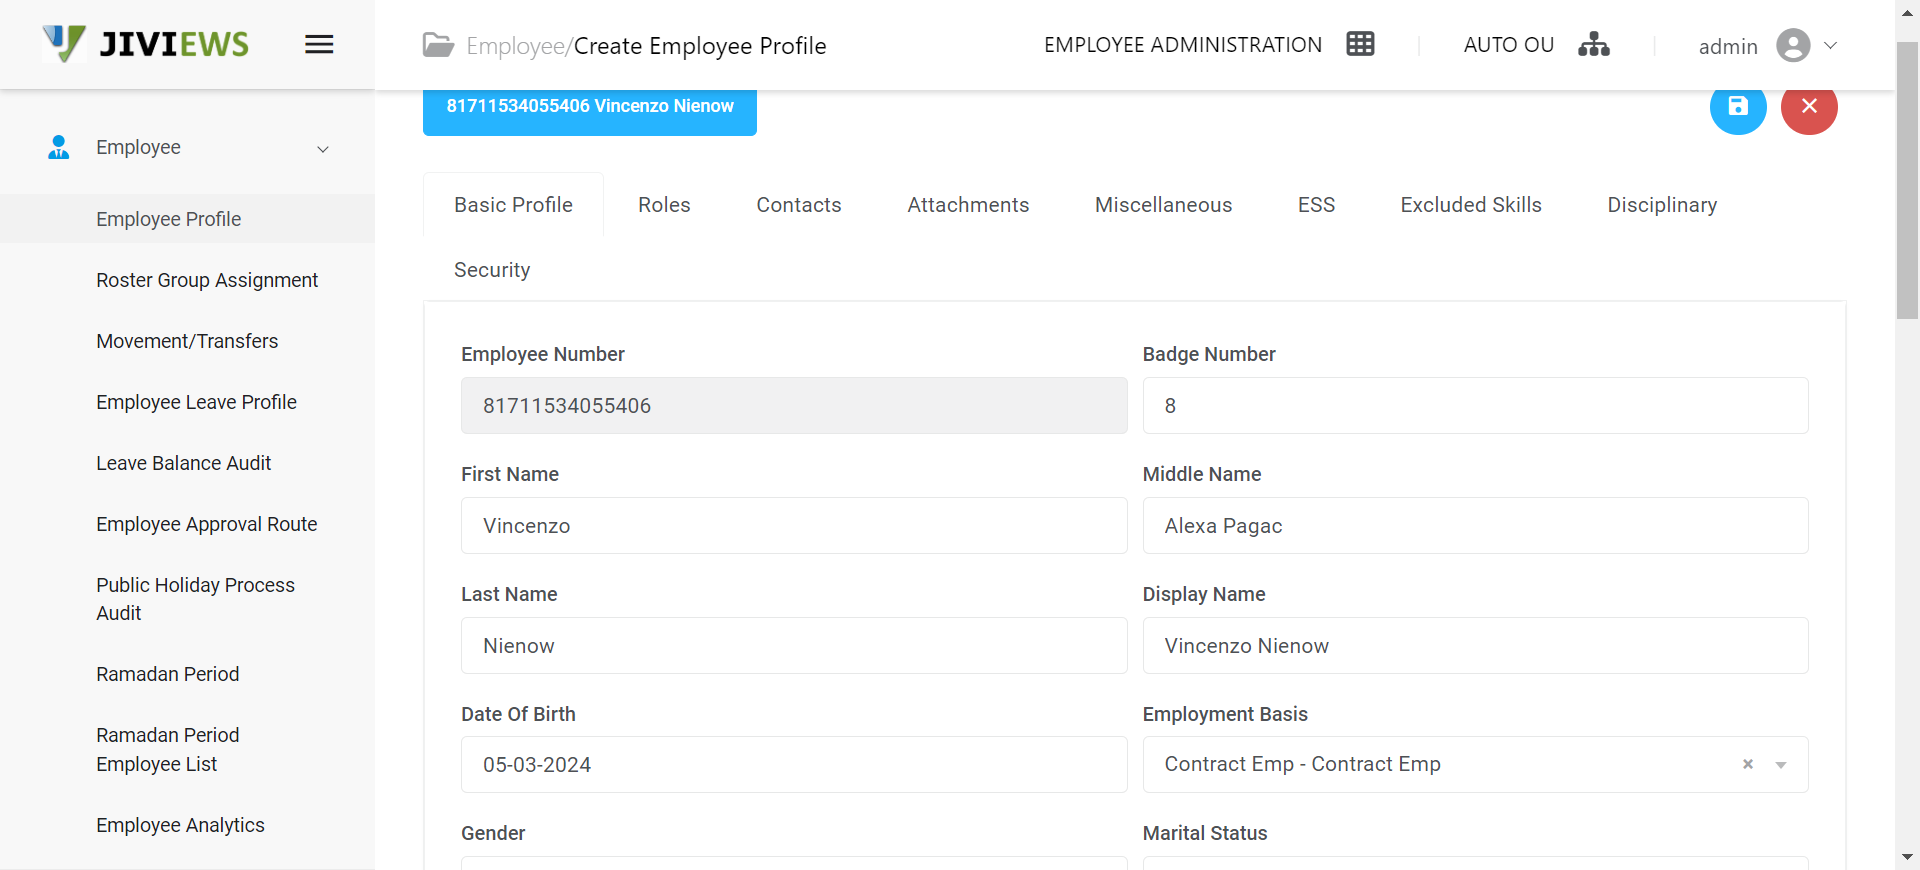 JIVIEWS
Employee/Create Employee Profile
EMPLOYEE ADMINISTRATION
AUTO OU
admin
Employee
Employee Profile
Roster Group Assignment
Movement/Transfers
Employee Leave Profile
Leave Balance Audit
Employee Approval Route
Public Holiday Process
Audit
Ramadan Period
Ramadan Period
Employee List
Employee Analytics
81711534055406 Vincenzo Nienow
Basic Profile
Roles
Contacts
Attachments
Miscellaneous
ESS
Excluded Skills
Disciplinary
Security
Employee Number
81711534055406
Badge Number
8
First Name
Vincenzo
Middle Name
Alexa Pagac
Last Name
Nienow
Display Name
Vincenzo Nienow
Date Of Birth
05-03-2024
Employment Basis
Contract Emp - Contract Emp
Gender
Marital Status